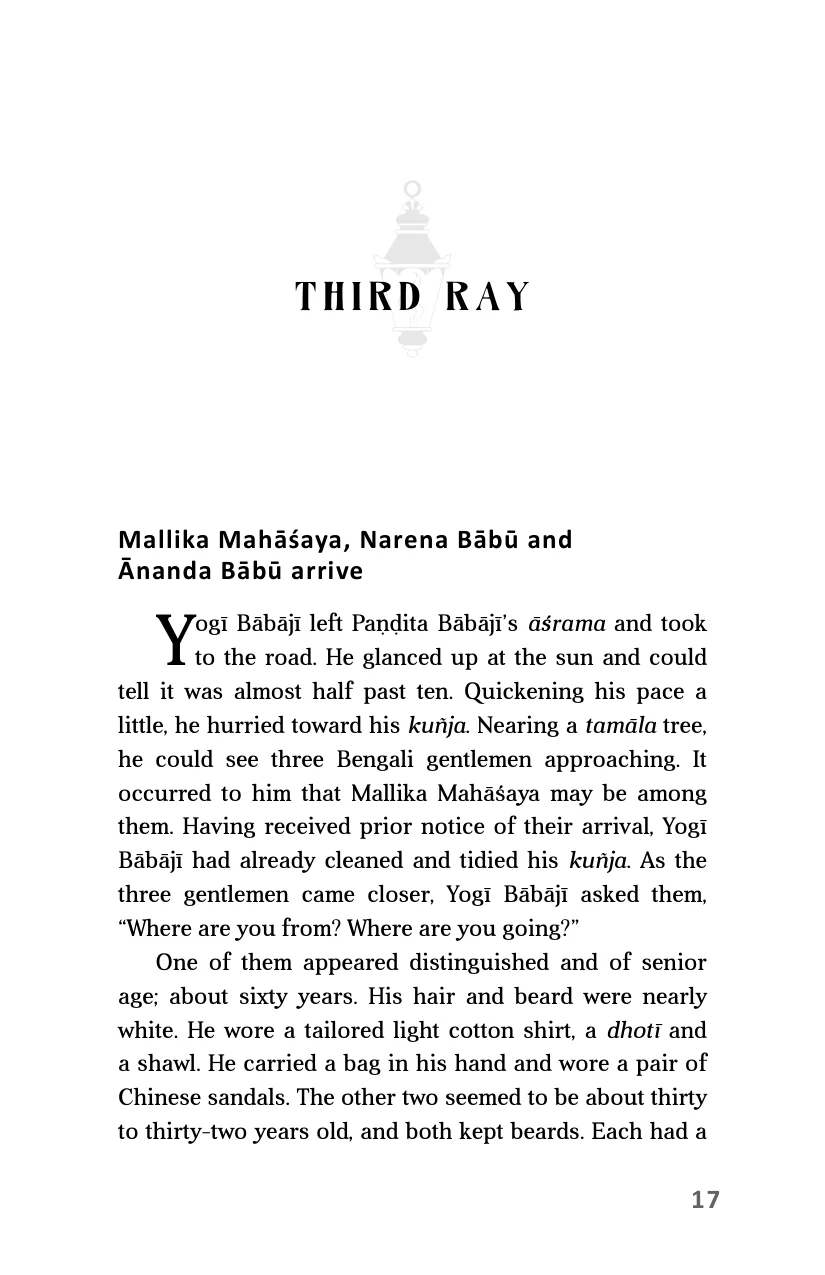 THIRD RAY
Mallika Mahāśaya, Narena Bābū and
Ānanda Bābū arrive
Yogī Bābājī left Paṇḍita Bābājī’s āśrama and took
to the road. He glanced up at the sun and could
tell it was almost half past ten. Quickening his pace a
little, he hurried toward his kuñja. Nearing a tamāla tree,
he could see three Bengali gentlemen approaching. It
occurred to him that Mallika Mahāśaya may be among
them. Having received prior notice of their arrival, Yogī
Bābājī had already cleaned and tidied his kuñja. As the
three gentlemen came closer, Yogī Bābājī asked them,
“Where are you from? Where are you going?”
One of them appeared distinguished and of senior
age; about sixty years. His hair and beard were nearly
white. He wore a tailored light cotton shirt, a dhotī and
a shawl. He carried a bag in his hand and wore a pair of
Chinese sandals. The other two seemed to be about thirty
to thirty-two years old, and both kept beards. Each had a
17